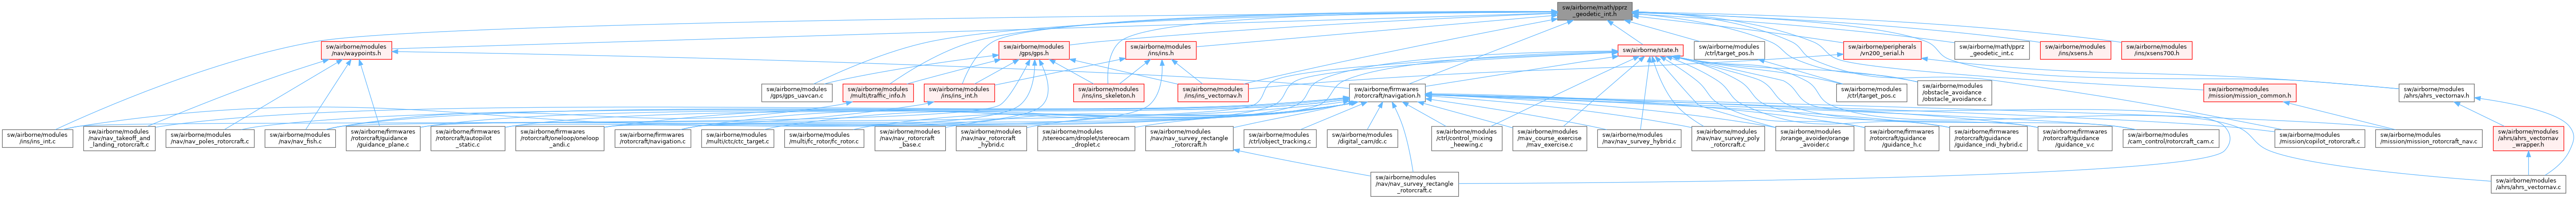 sw/airborne/math/pprz
_geodetic_int.h
sw/airborne/modules
/nav/waypoints.h
sw/airborne/modules
/gps/gps.h
sw/airborne/modules
/ins/ins.h
sw/airborne/state.h
sw/airborne/modules
/ctrl/target_pos.h
sw/airborne/peripherals
/vn200_serial.h
sw/airborne/math/pprz
_geodetic_int.c
sw/airborne/modules
/ins/xsens.h
sw/airborne/modules
/ins/xsens700.h
sw/airborne/modules
/gps/gps_uavcan.c
sw/airborne/modules
/multi/traffic_info.h
sw/airborne/modules
/ins/ins_int.h
sw/airborne/modules
/ins/ins_skeleton.h
sw/airborne/modules
/ins/ins_vectornav.h
sw/airborne/firmwares
/rotorcraft/navigation.h
sw/airborne/modules
/ctrl/target_pos.c
sw/airborne/modules
/obstacle_avoidance
/obstacle_avoidance.c
sw/airborne/modules
/mission/mission_common.h
sw/airborne/modules
/ahrs/ahrs_vectornav.h
sw/airborne/modules
/ins/ins_int.c
sw/airborne/modules
/nav/nav_takeoff_and
_landing_rotorcraft.c
sw/airborne/modules
/nav/nav_poles_rotorcraft.c
sw/airborne/modules
/nav/nav_fish.c
sw/airborne/firmwares
/rotorcraft/guidance
/guidance_plane.c
sw/airborne/firmwares
/rotorcraft/autopilot
_static.c
sw/airborne/firmwares
/rotorcraft/oneloop
_andi.c
sw/airborne/firmwares
/rotorcraft/navigation.c
sw/airborne/modules
/multi/ctc/ctc_target.c
sw/airborne/modules
/multi/fc_rotor/fc_rotor.c
sw/airborne/modules
/nav/nav_rotorcraft
_base.c
sw/airborne/modules
/nav/nav_rotorcraft
_hybrid.c
sw/airborne/modules
/stereocam/droplet/stereocam
_droplet.c
sw/airborne/modules
/nav/nav_survey_rectangle
_rotorcraft.h
sw/airborne/modules
/ctrl/object_tracking.c
sw/airborne/modules
/digital_cam/dc.c
sw/airborne/modules
/ctrl/control_mixing
_heewing.c
sw/airborne/modules
/mav_course_exercise
/mav_exercise.c
sw/airborne/modules
/nav/nav_survey_hybrid.c
sw/airborne/modules
/nav/nav_survey_poly
_rotorcraft.c
sw/airborne/modules
/orange_avoider/orange
_avoider.c
sw/airborne/firmwares
/rotorcraft/guidance
/guidance_h.c
sw/airborne/firmwares
/rotorcraft/guidance
/guidance_indi_hybrid.c
sw/airborne/firmwares
/rotorcraft/guidance
/guidance_v.c
sw/airborne/modules
/cam_control/rotorcraft_cam.c
sw/airborne/modules
/mission/copilot_rotorcraft.c
sw/airborne/modules
/mission/mission_rotorcraft_nav.c
sw/airborne/modules
/ahrs/ahrs_vectornav
_wrapper.h
sw/airborne/modules
/nav/nav_survey_rectangle
_rotorcraft.c
sw/airborne/modules
/ahrs/ahrs_vectornav.c